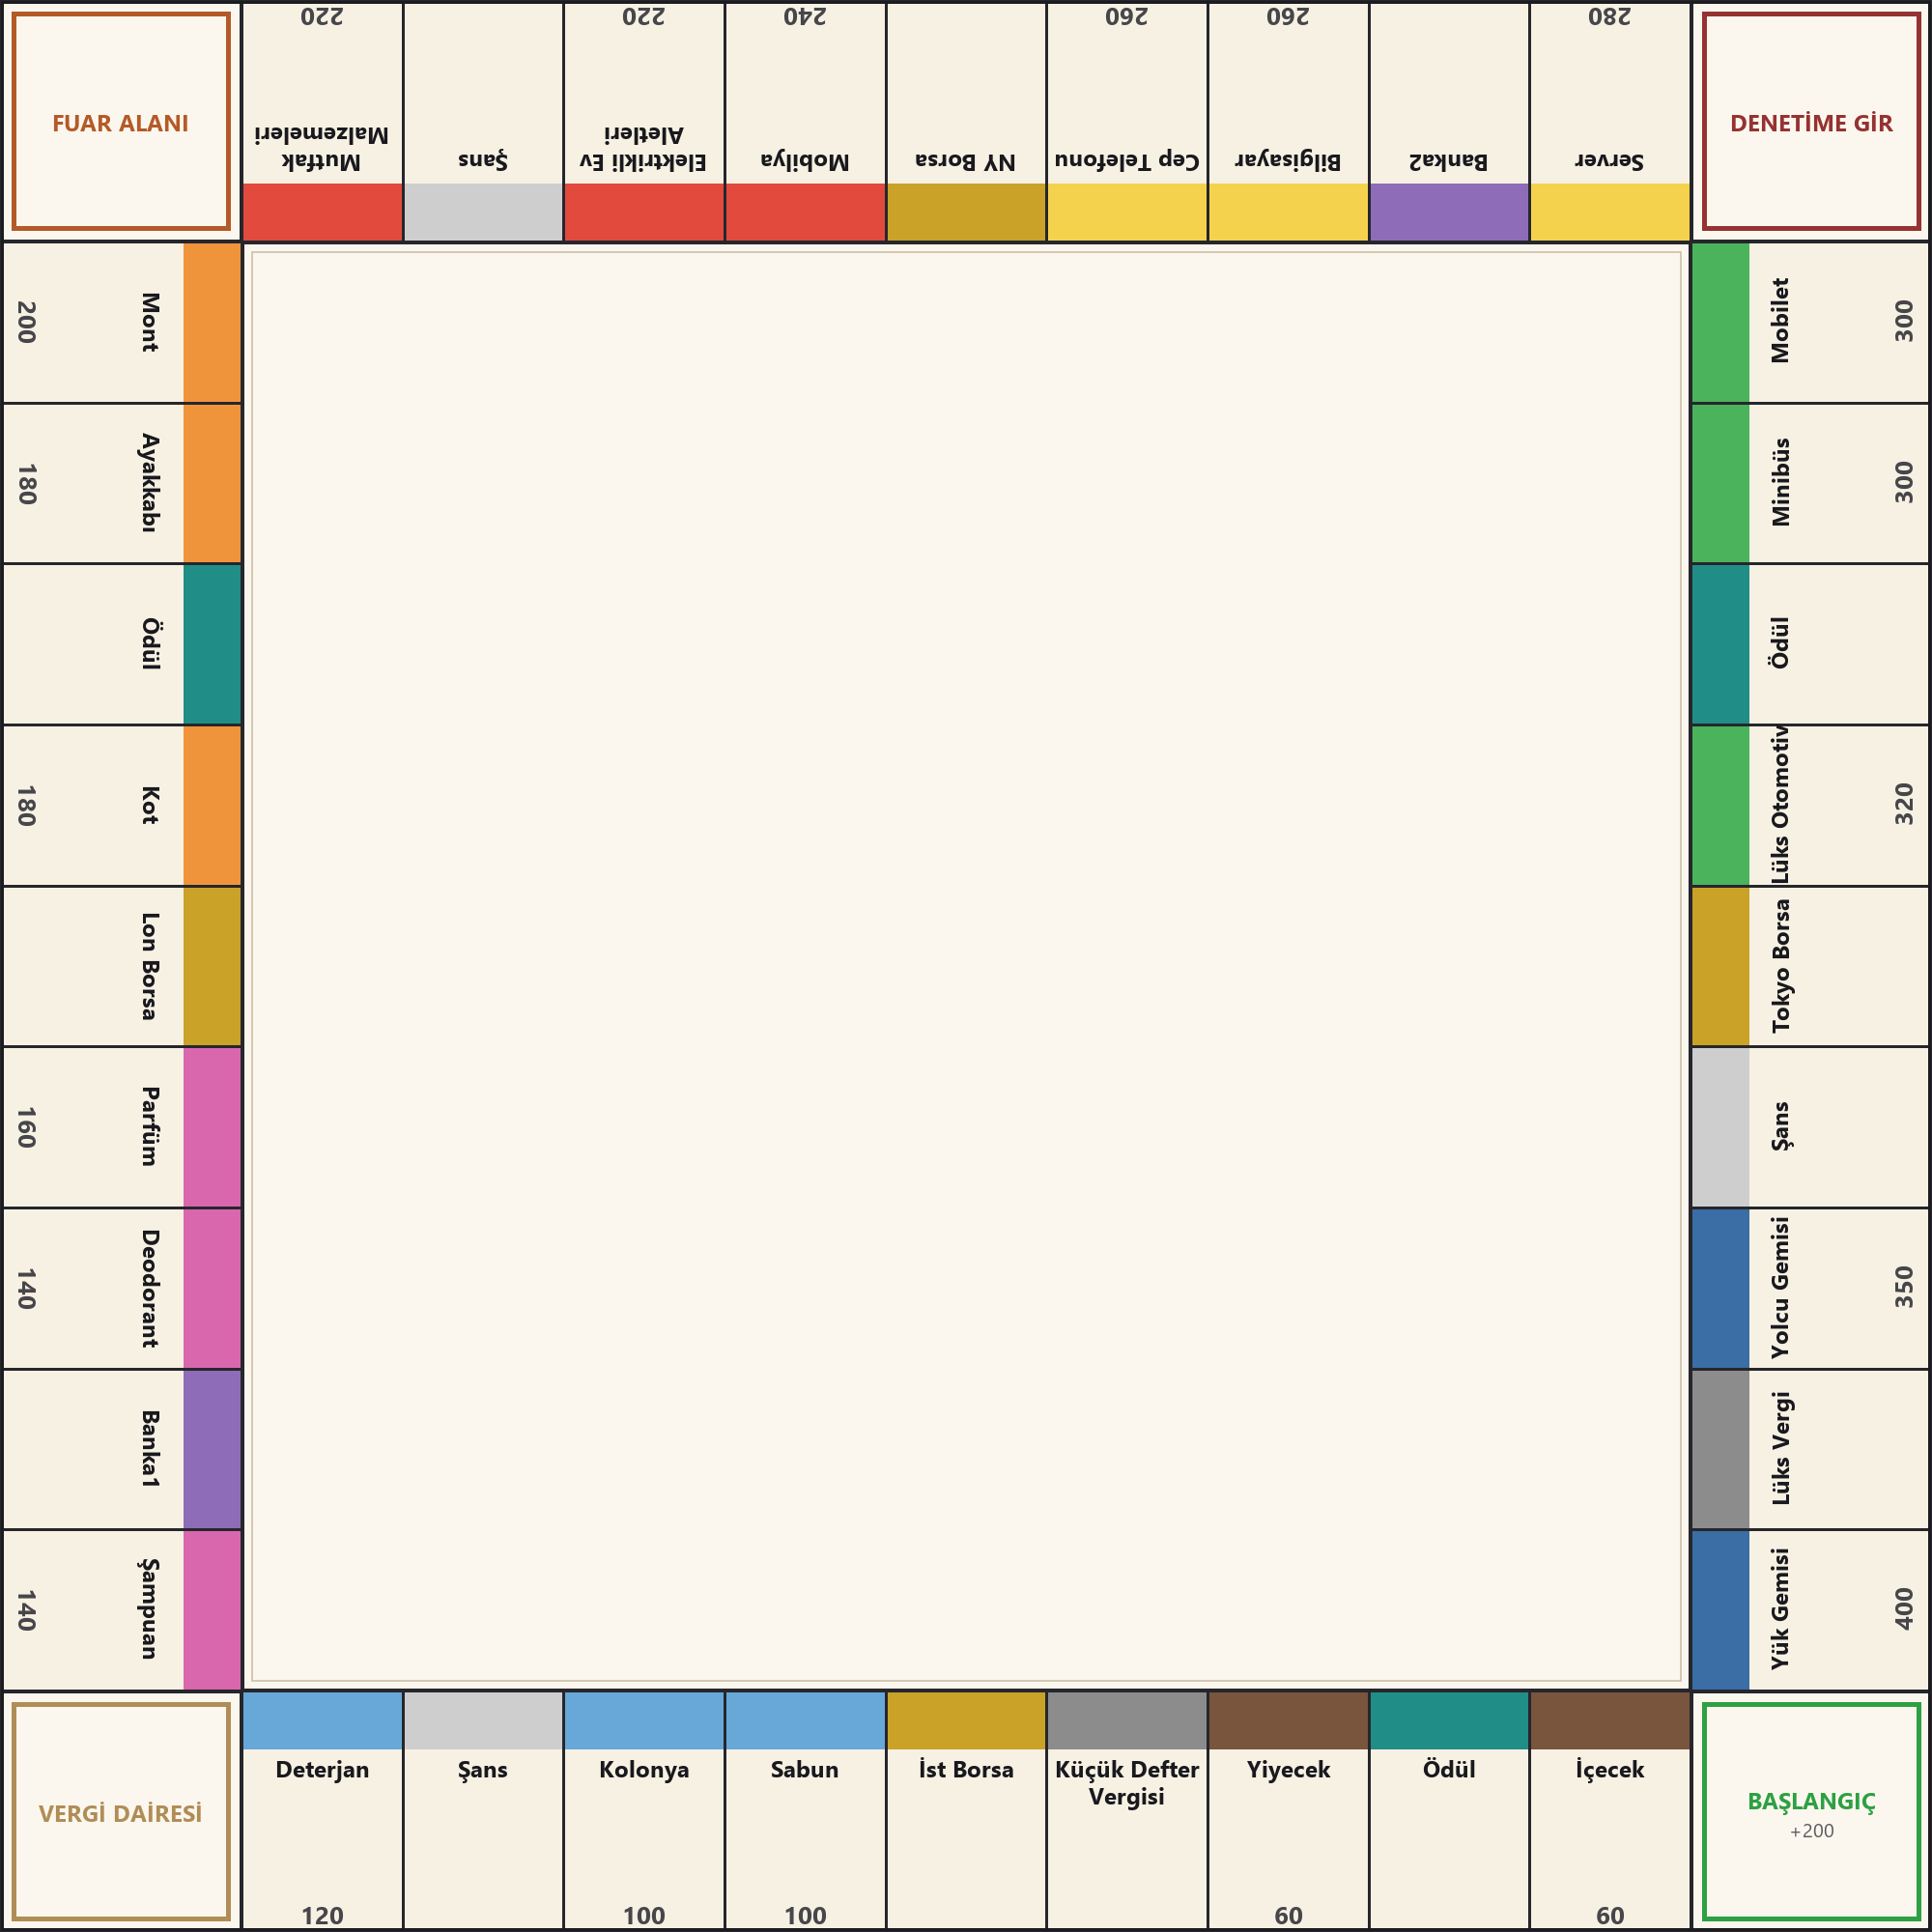 FUAR ALANI
220
Mutfak
Malzemeleri
Şans
220
Elektrikli Ev
Aletleri
240
Mobilya
NY Borsa
260
Cep Telefonu
260
Bilgisayar
Banka2
280
Server
DENETİME GİR
Mont
200
Ayakkabı
180
Ödül
Kot
180
Lon Borsa
Parfüm
160
Deodorant
140
Banka1
Şampuan
140
Mobilet
300
Minibüs
300
Ödül
Lüks Otomotiv
320
Tokyo Borsa
Şans
Yolcu Gemisi
350
Lüks Vergi
Yük Gemisi
400
VERGİ DAİRESİ
Deterjan
120
Şans
Kolonya
100
Sabun
100
İst Borsa
Küçük Defter
Vergisi
Yiyecek
60
Ödül
İçecek
60
BAŞLANGIÇ
+200